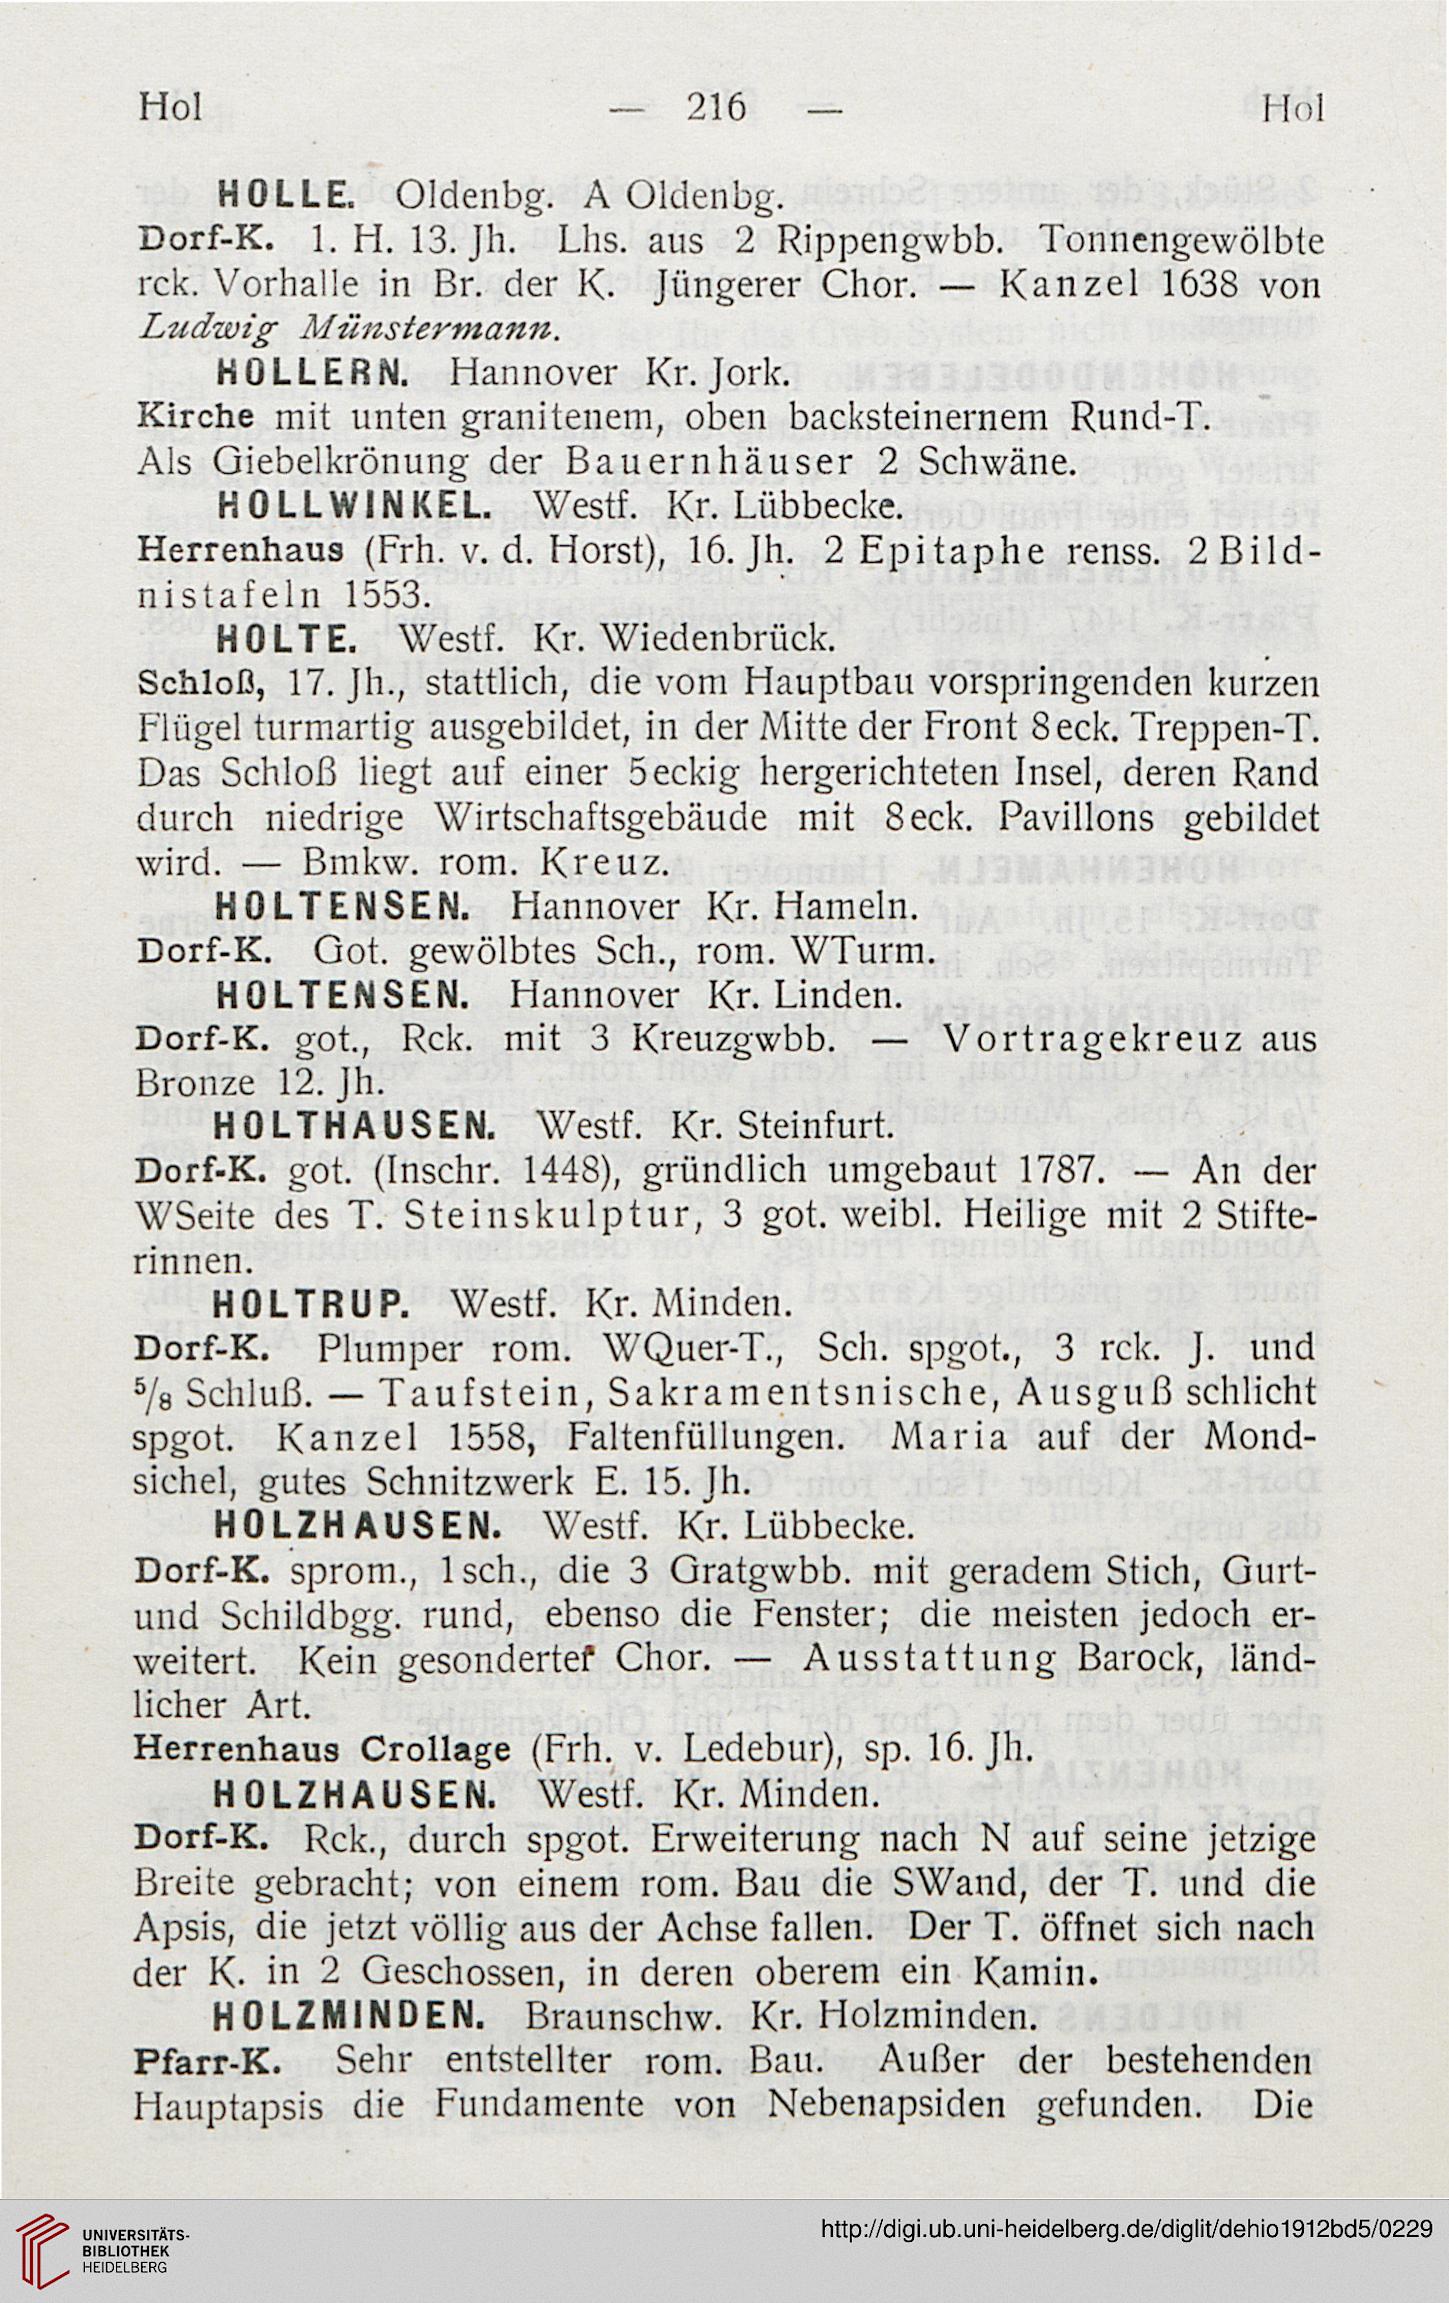 Hol — 216 — Hol
HOLLE. Oldenbg. A Oldenbg.
Dorf-K. 1. H. 13. Jh. Lhs. aus 2 Rippengwbb. Tonnengewölbte
rck. Vorhalle in Br. der K. Jüngerer Chor. — Kanzel 1638 von
Ludwig Münstermann.
HOLLERN. Hannover Kr. Jork.
Kirche mit unten granitenem, oben backsteinernem Rund-T.
Als Giebelkrönung der Bauernhäuser 2 Schwäne.
HOLLWINKEL. Westf. Kr. Lübbecke.
Herrenhaus (Frh. v. d. Horst), 16. Jh. 2 Epitaphe renss. 2 Bild-
nistafeln 1553.
HOLTE. Westf. Kr. Wiedenbrück.
Schloß, 17. Jh., stattlich, die vom Hauptbau vorspringenden kurzen
Flügel turmartig ausgebildet, in der Mitte der Front 8eck. Treppen-T.
Das Schloß liegt auf einer 5eckig hergerichteten Insel, deren Rand
durch niedrige Wirtschaftsgebäude mit 8eck. Pavillons gebildet
wird. — Bmkw. rom. Kreuz.
HOLTENSEN. Hannover Kr. Hameln.
Dorf-K. Got. gewölbtes Sch., rom. WTurm.
HOLTENSEN. Hannover Kr. Linden.
Dorf-K. got., Rck. mit 3 Kreuzgwbb. — Vortragekreuz aus
Bronze 12. Jh.
HOLTHAUSEN. Westf. Kr. Steinfurt.
Dorf-K. got. (Inschr. 1448), gründlich umgebaut 1787. — An der
WSeite des T. Steinskulptur, 3 got. weibl. Heilige mit 2 Stifte-
rinnen.
HOLTRUP. Westf. Kr. Minden.
Dorf-K. Plumper rom. WQuer-T., Sch. spgot., 3 rck. J. und
5/8 Schluß. — Taufstein, Sakramentsnische, Ausguß schlicht
spgot. Kanzel 1558, Faltenfüllungen. Maria auf der Mond-
sichel, gutes Schnitzwerk E. 15. Jh.
HOLZHAUSEN. Westf. Kr. Lübbecke.
Dorf-K. sprom., 1sch., die 3 Gratgwbb. mit geradem Stich, Gurt-
und Schildbgg. rund, ebenso die Fenster; die meisten jedoch er-
weitert. Kein gesonderter Chor. — Ausstattung Barock, länd-
licher Art.
Herrenhaus Crollage (Frh. v. Ledebur), sp. 16. Jh.
HOLZHAUSEN. Westf. Kr. Minden.
Dorf-K. Rck., durch spgot. Erweiterung nach N auf seine jetzige
Breite gebracht; von einem rom. Bau die SWand, der T. und die
Apsis, die jetzt völlig aus der Achse fallen. Der T. öffnet sich nach
der K. in 2 Geschossen, in deren oberem ein Kamin.
HOLZMINDEN. Braunschw. Kr. Holzminden.
Pfarr-K. Sehr entstellter rom. Bau. Außer der bestehenden
Hauptapsis die Fundamente von Nebenapsiden gefunden. Die
UNIVERSITÄTS-
BIBLIOTHEK
HEIDELBERG
http://digi.ub.uni-heidelberg.de/diglit/dehio1912bd5/0229